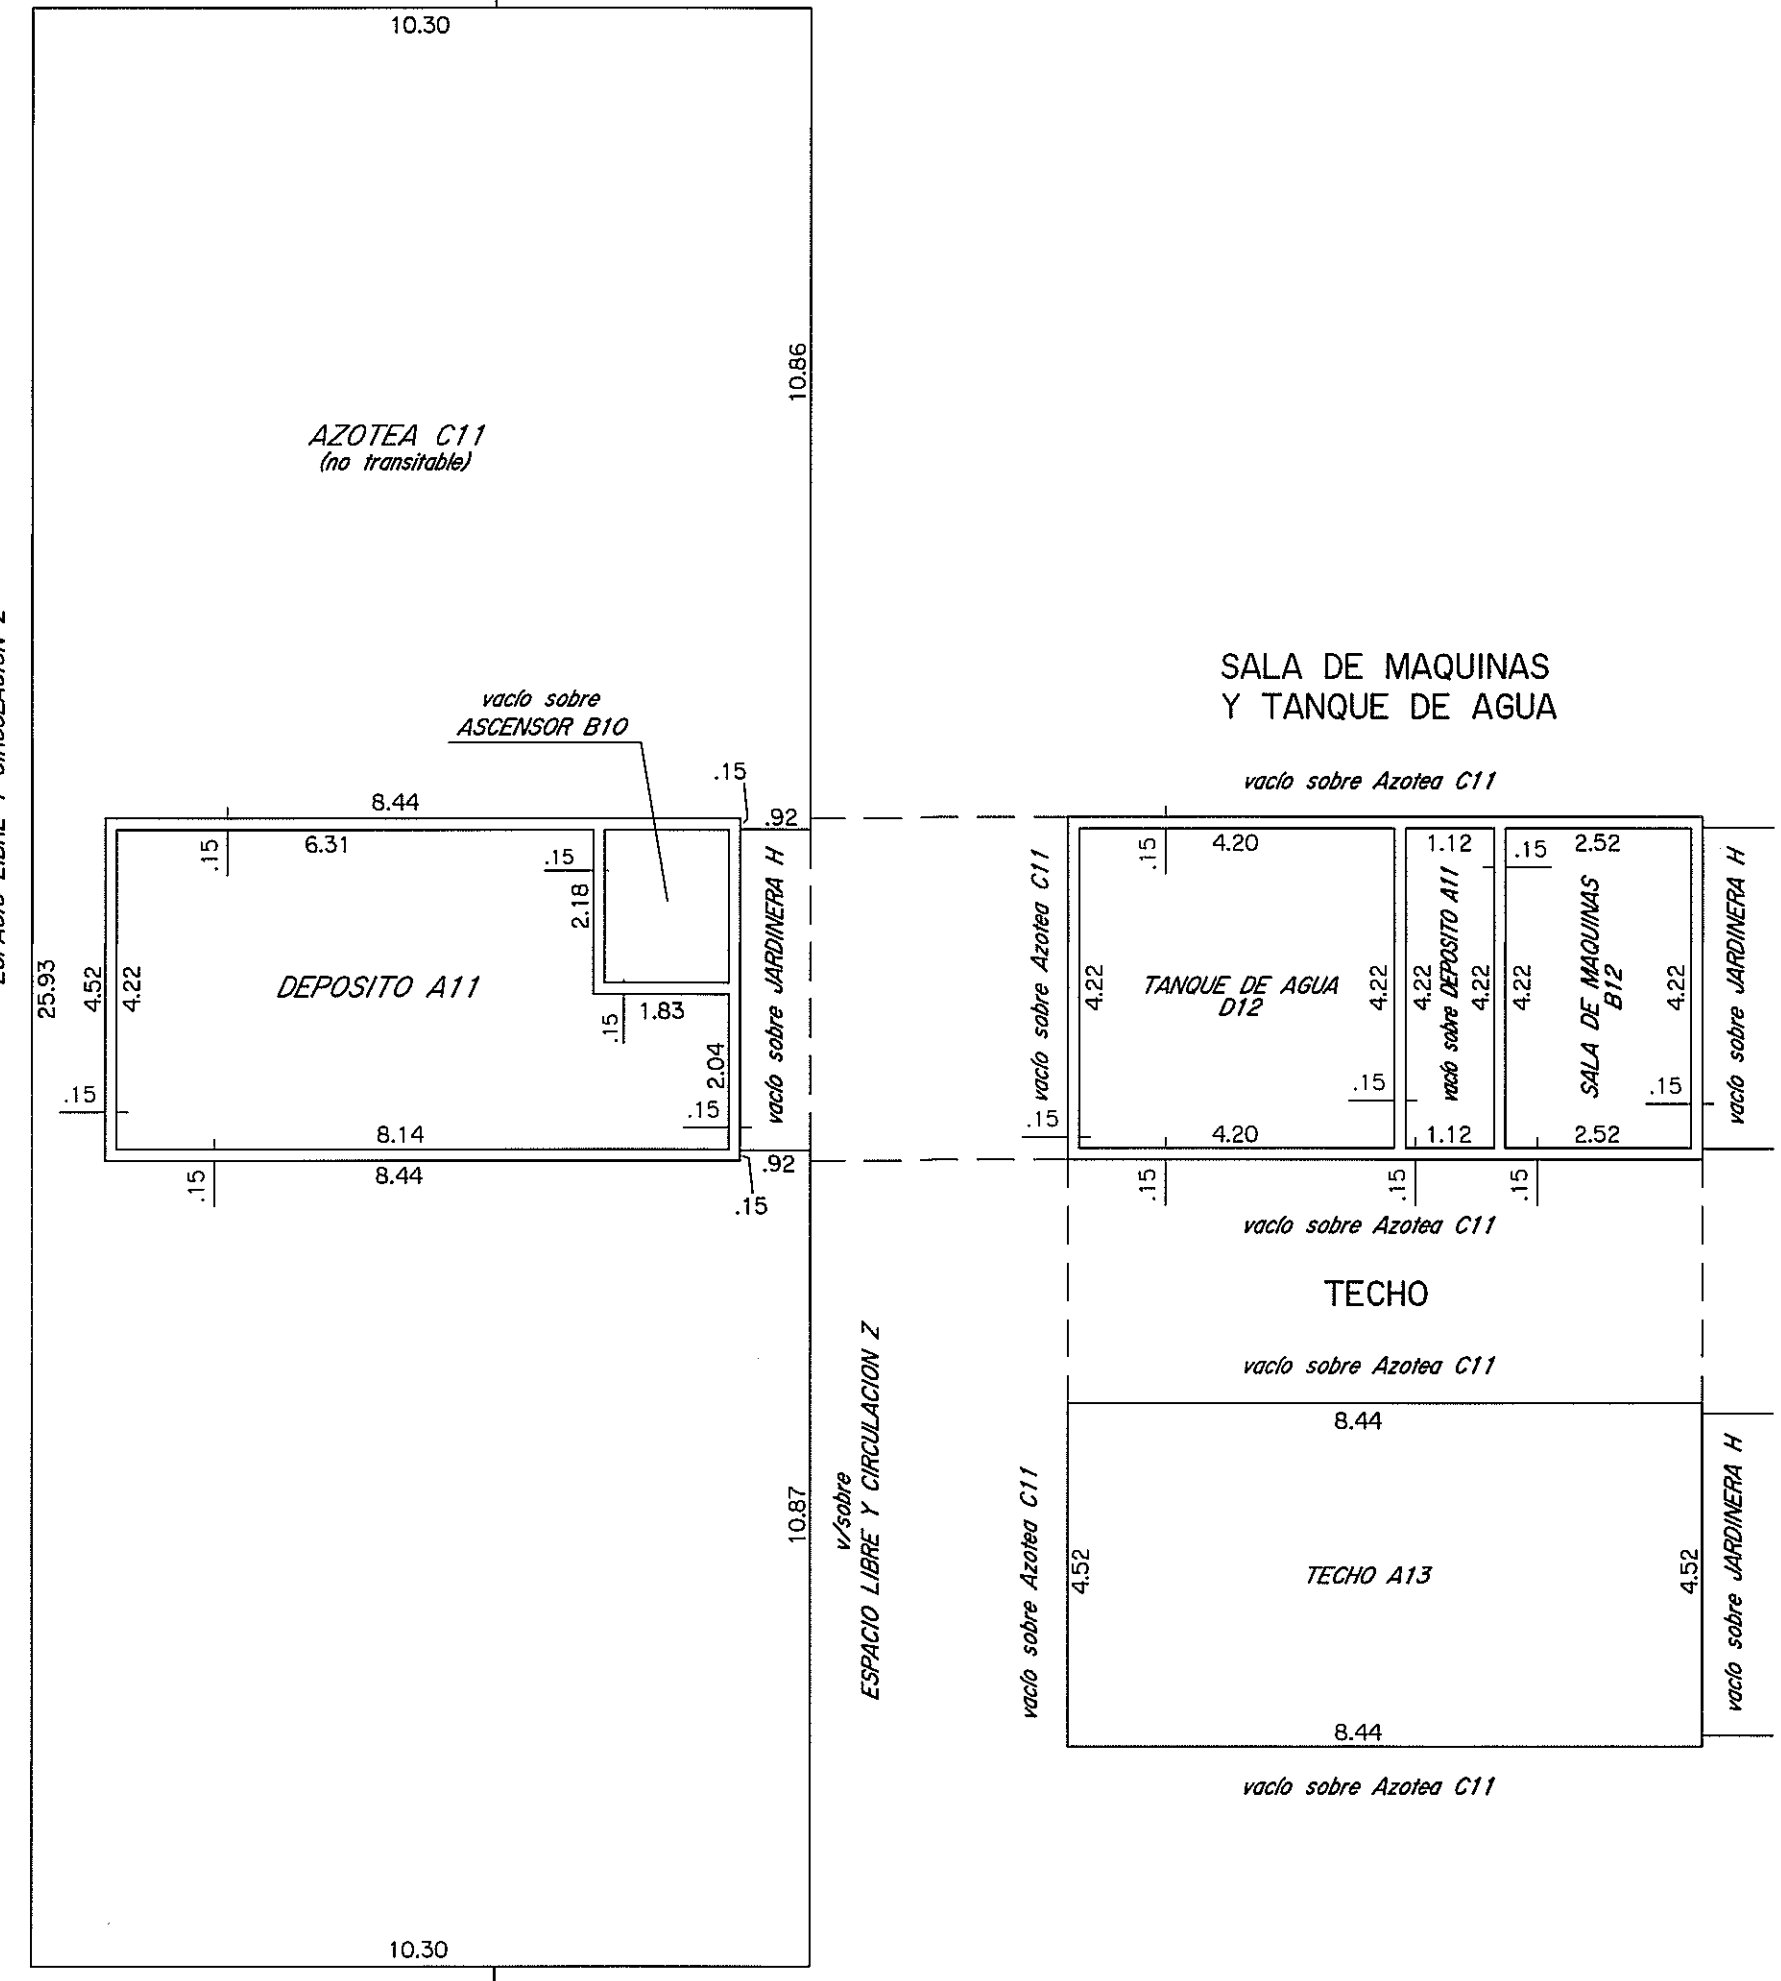 10.30
10.86
AZOTEA C11
(no transitable)
vacío sobre
ASCENSOR B10
.15
8.44
.92
.15
6.31
.15
2.18
vacío sobre JARDINERA H
25.93
4.52
4.22
DEPOSITO A11
.15
1.83
2.04
.15
.15
8.14
.92
8.44
.15
.15
10.87
v/sobre
ESPACIO LIBRE Y CIRCULACION Z
10.30
SALA DE MAQUINAS
Y TANQUE DE AGUA
vacío sobre Azotea C11
vacío sobre Azotea C11
.15
4.20
1.12
.15
2.52
4.22
TANQUE DE AGUA
D12
4.22
4.22
vacío sobre DEPOSITO A11
4.22
4.22
SALA DE MAQUINAS
B12
4.22
vacío sobre JARDINERA H
.15
.15
.15
4.20
1.12
2.52
.15
.15
.15
vacío sobre Azotea C11
TECHO
vacío sobre Azotea C11
8.44
vacío sobre Azotea C11
4.52
TECHO A13
4.52
vacío sobre JARDINERA H
8.44
vacío sobre Azotea C11